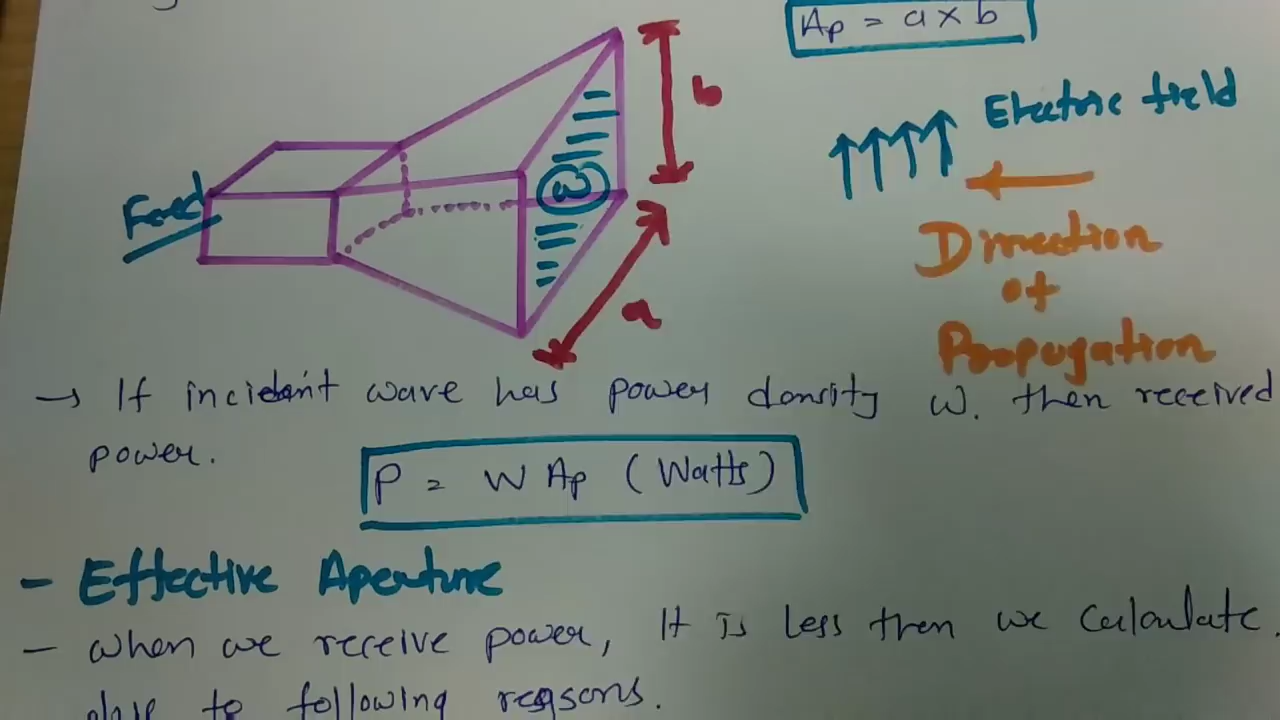 Ap = a x b
b
Electric field
Feed
a
Direction
of
Propugation
→ If incident wave has power density W. then received
power.
P = W Ap (Watts)
- Effective Aperture
- when we receive power, It is less then we calculate.
due to following reasons.